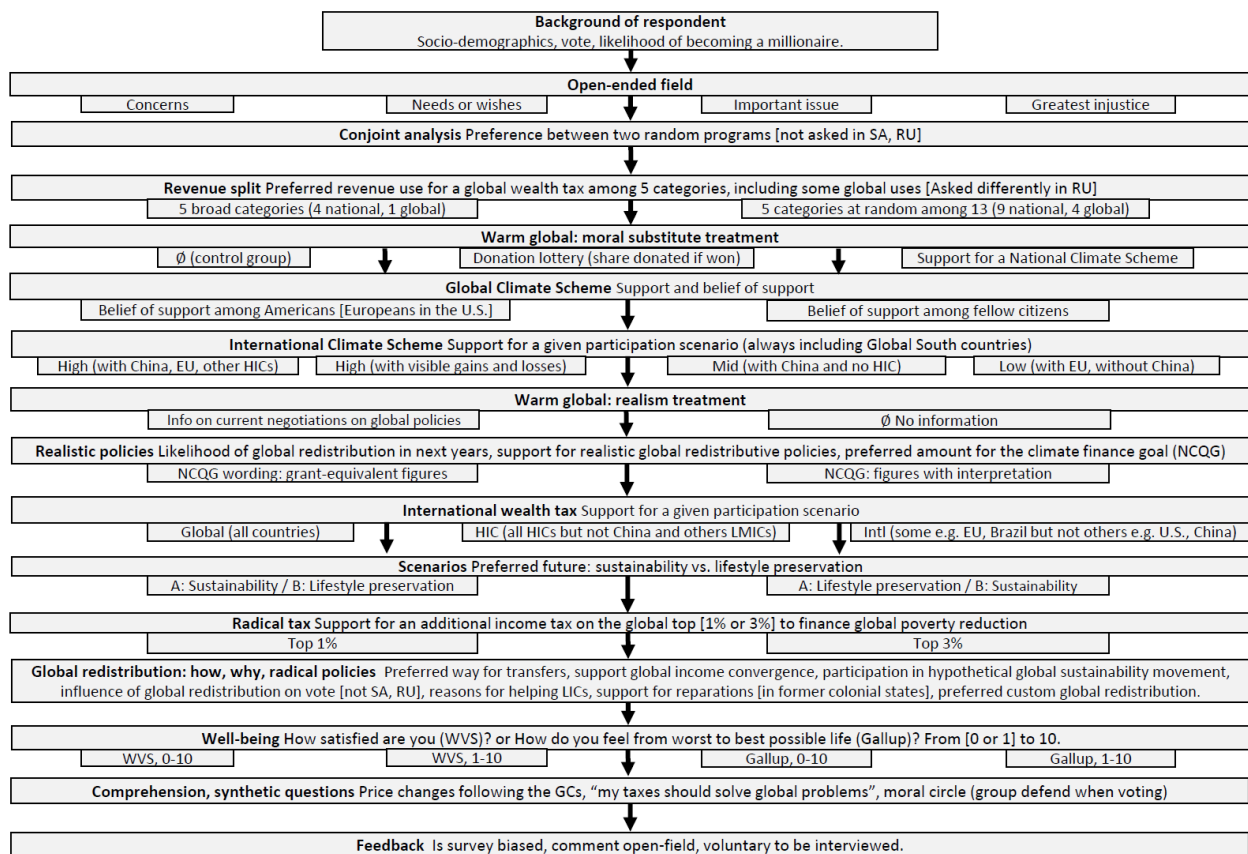 Background of respondent
Socio-demographics, vote, likelihood of becoming a millionaire.
Open-ended field
Concerns
Needs or wishes
Important issue
Greatest injustice
Conjoint analysis Preference between two random programs [not asked in SA, RU]
Revenue split Preferred revenue use for a global wealth tax among 5 categories, including some global uses [Asked differently in RU]
5 broad categories (4 national, 1 global)
5 categories at random among 13 (9 national, 4 global)
Warm global: moral substitute treatment
Ø (control group)
Donation lottery (share donated if won)
Support for a National Climate Scheme
Global Climate Scheme Support and belief of support
Belief of support among Americans [Europeans in the U.S.]
Belief of support among fellow citizens
International Climate Scheme Support for a given participation scenario (always including Global South countries)
High (with China, EU, other HICs)
High (with visible gains and losses)
Mid (with China and no HIC)
Low (with EU, without China)
Warm global: realism treatment
Info on current negotiations on global policies
Ø No information
Realistic policies Likelihood of global redistribution in next years, support for realistic global redistributive policies, preferred amount for the climate finance goal (NCQG)
NCQG wording: grant-equivalent figures
NCQG: figures with interpretation
International wealth tax Support for a given participation scenario
Global (all countries)
HIC (all HICs but not China and others LMICs)
Intl (some e.g. EU, Brazil but not others e.g. U.S., China)
Scenarios Preferred future: sustainability vs. lifestyle preservation
A: Sustainability / B: Lifestyle preservation
A: Lifestyle preservation / B: Sustainability
Radical tax Support for an additional income tax on the global top [1% or 3%] to finance global poverty reduction
Top 1%
Top 3%
Global redistribution: how, why, radical policies Preferred way for transfers, support global income convergence, participation in hypothetical global sustainability movement,
influence of global redistribution on vote [not SA, RU], reasons for helping LICs, support for reparations [in former colonial states], preferred custom global redistribution.
Well-being How satisfied are you (WVS)? or How do you feel from worst to best possible life (Gallup)? From [0 or 1] to 10.
WVS, 0-10
WVS, 1-10
Gallup, 0-10
Gallup, 1-10
Comprehension, synthetic questions Price changes following the GCs, “my taxes should solve global problems”, moral circle (group defend when voting)
Feedback Is survey biased, comment open-field, voluntary to be interviewed.